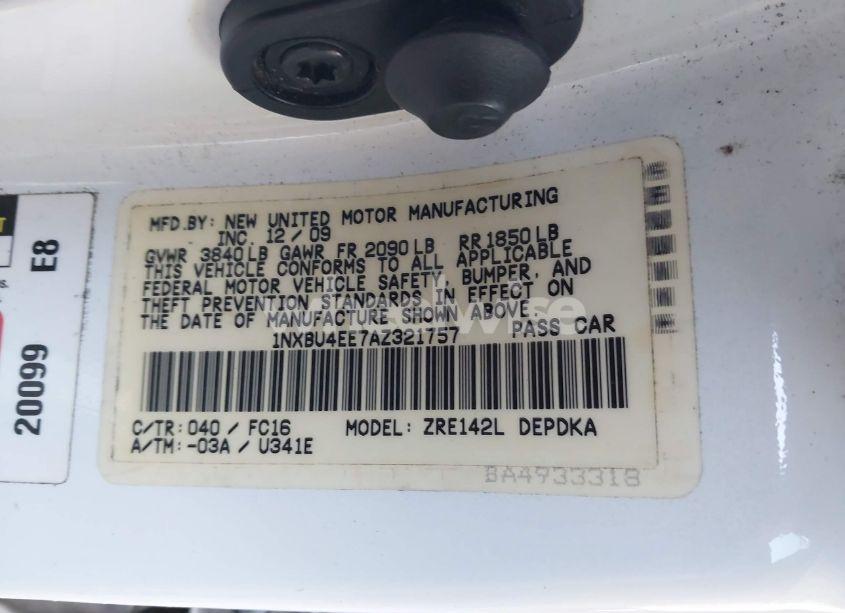 MFD.BY: NEW UNITED MOTOR MANUFACTURING
INC. 12/09
GVWR 3840LB GAWR FR 2090LB RR1850LB
THIS VEHICLE CONFORMS TO ALL APPLICABLE
FEDERAL MOTOR VEHICLE SAFETY, BUMPER, AND
THEFT PREVENTION STANDARDS IN EFFECT ON
THE DATE OF MANUFACTURE SHOWN ABOVE.
1NXBU4EE7AZ321757 PASS CAR
C/TR: 040 / FC16 MODEL: ZRE142L DEPDKA
A/TM: -03A / U341E
BA4933318
E8
20099